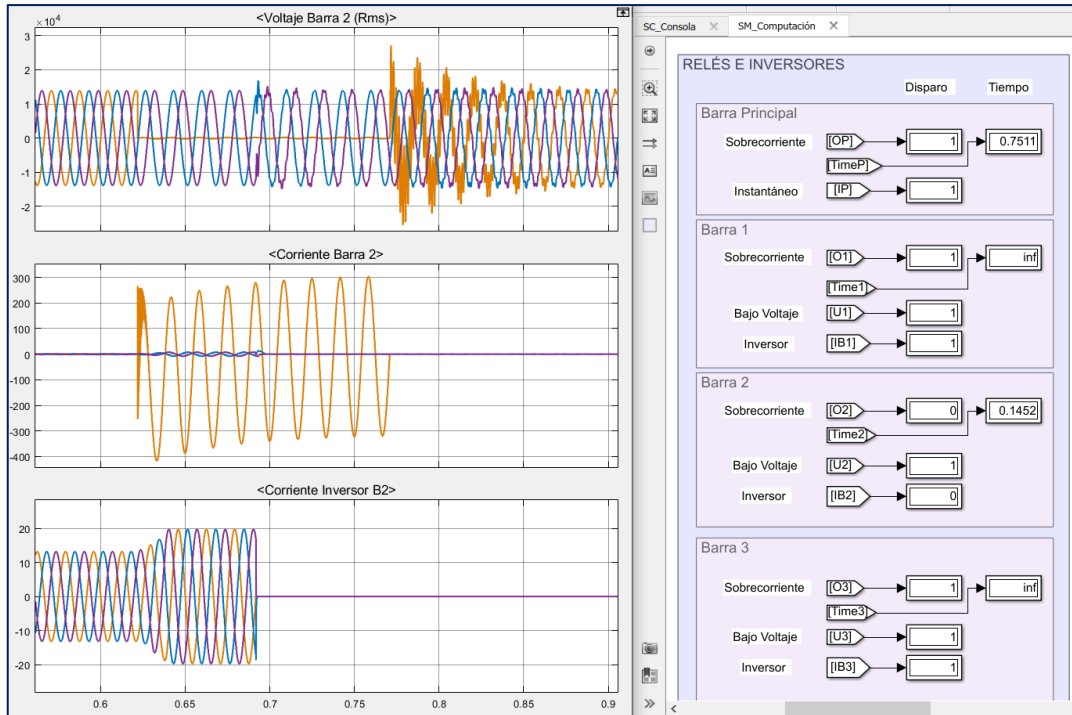 <Voltaje Barra 2 (Rms)>
×10⁴
3
2
1
0
-1
-2
<Corriente Barra 2>
300
200
100
0
-100
-200
-300
-400
<Corriente Inversor B2>
20
10
0
-10
-20
0.6
0.65
0.7
0.75
0.8
0.85
0.9
SC_Consola
SM_Computación
RELÉS E INVERSORES
Disparo Tiempo
Barra Principal
Sobrecorriente [OP] 1 0.7511
[TimeP]
Instantáneo [IP] 1
Barra 1
Sobrecorriente [O1] 1 inf
[Time1]
Bajo Voltaje [U1] 1
Inversor [IB1] 1
Barra 2
Sobrecorriente [O2] 0 0.1452
[Time2]
Bajo Voltaje [U2] 1
Inversor [IB2] 0
Barra 3
Sobrecorriente [O3] 1 inf
[Time3]
Bajo Voltaje [U3] 1
Inversor [IB3] 1